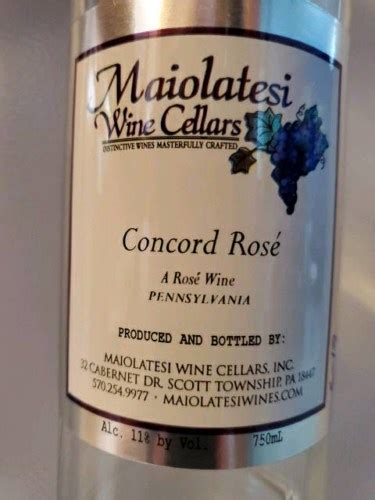 Maiolatesi
Wine Cellars
DISTINCTIVE WINES MASTERFULLY CRAFTED
Concord Rosé
A Rosé Wine
PENNSYLVANIA
PRODUCED AND BOTTLED BY:
MAIOLATESI WINE CELLARS, INC.
32 CABERNET DR. SCOTT TOWNSHIP, PA 18447
570.254.9977 · MAIOLATESIWINES.COM
Alc. 11% by Vol. 750mL